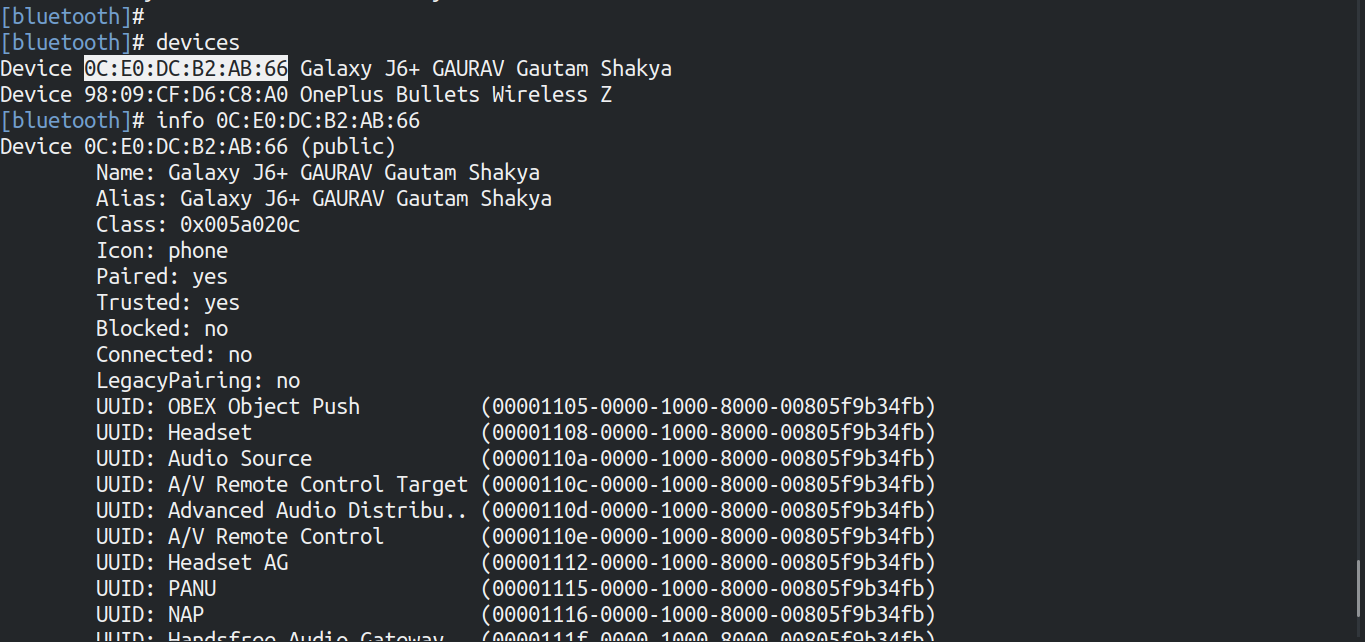 [bluetooth]#
[bluetooth]# devices
Device 0C:E0:DC:B2:AB:66 Galaxy J6+ GAURAV Gautam Shakya
Device 98:09:CF:D6:C8:A0 OnePlus Bullets Wireless Z
[bluetooth]# info 0C:E0:DC:B2:AB:66
Device 0C:E0:DC:B2:AB:66 (public)
Name: Galaxy J6+ GAURAV Gautam Shakya
Alias: Galaxy J6+ GAURAV Gautam Shakya
Class: 0x005a020c
Icon: phone
Paired: yes
Trusted: yes
Blocked: no
Connected: no
LegacyPairing: no
UUID: OBEX Object Push (00001105-0000-1000-8000-00805f9b34fb)
UUID: Headset (00001108-0000-1000-8000-00805f9b34fb)
UUID: Audio Source (0000110a-0000-1000-8000-00805f9b34fb)
UUID: A/V Remote Control Target (0000110c-0000-1000-8000-00805f9b34fb)
UUID: Advanced Audio Distribu.. (0000110d-0000-1000-8000-00805f9b34fb)
UUID: A/V Remote Control (0000110e-0000-1000-8000-00805f9b34fb)
UUID: Headset AG (00001112-0000-1000-8000-00805f9b34fb)
UUID: PANU (00001115-0000-1000-8000-00805f9b34fb)
UUID: NAP (00001116-0000-1000-8000-00805f9b34fb)
UUID: Handsfree Audio Gateway (0000111f-0000-1000-8000-00805f9b34fb)